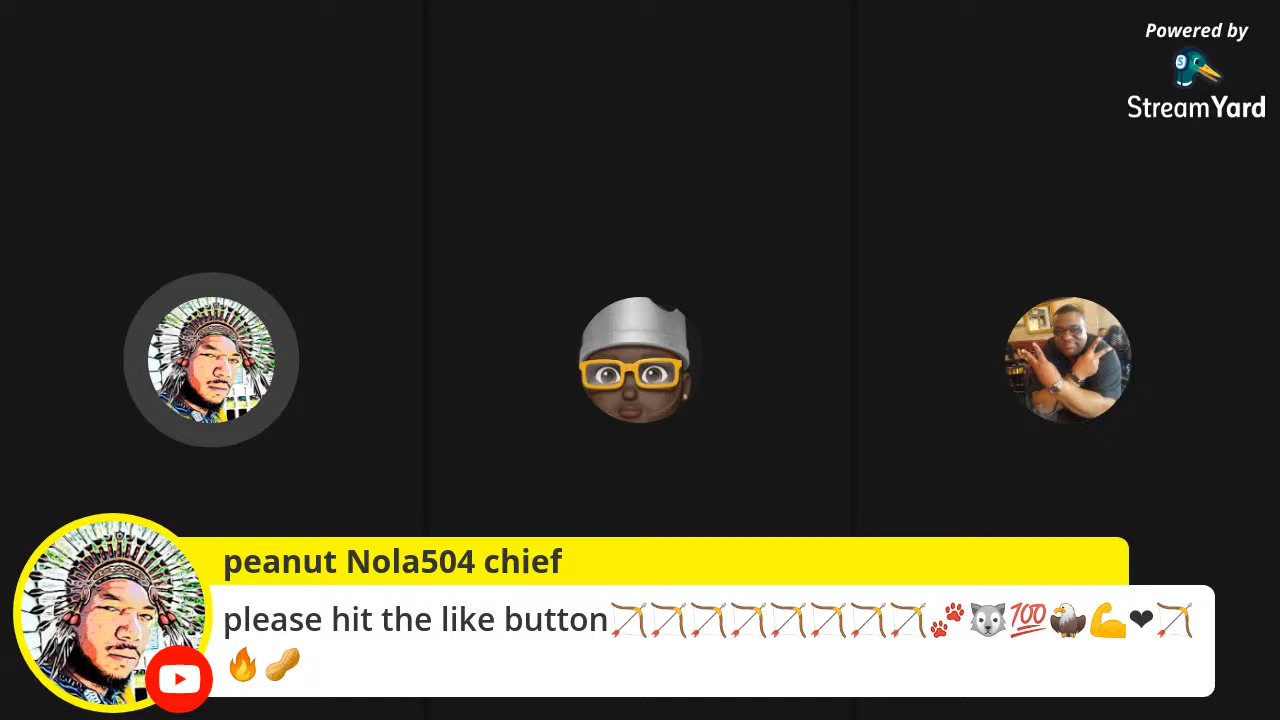 Powered by
StreamYard
peanut Nola504 chief
please hit the like button🏹🏹🏹🏹🏹🏹🏹🏹🐾🐺💯🦅💪❤🏹
🔥🥜